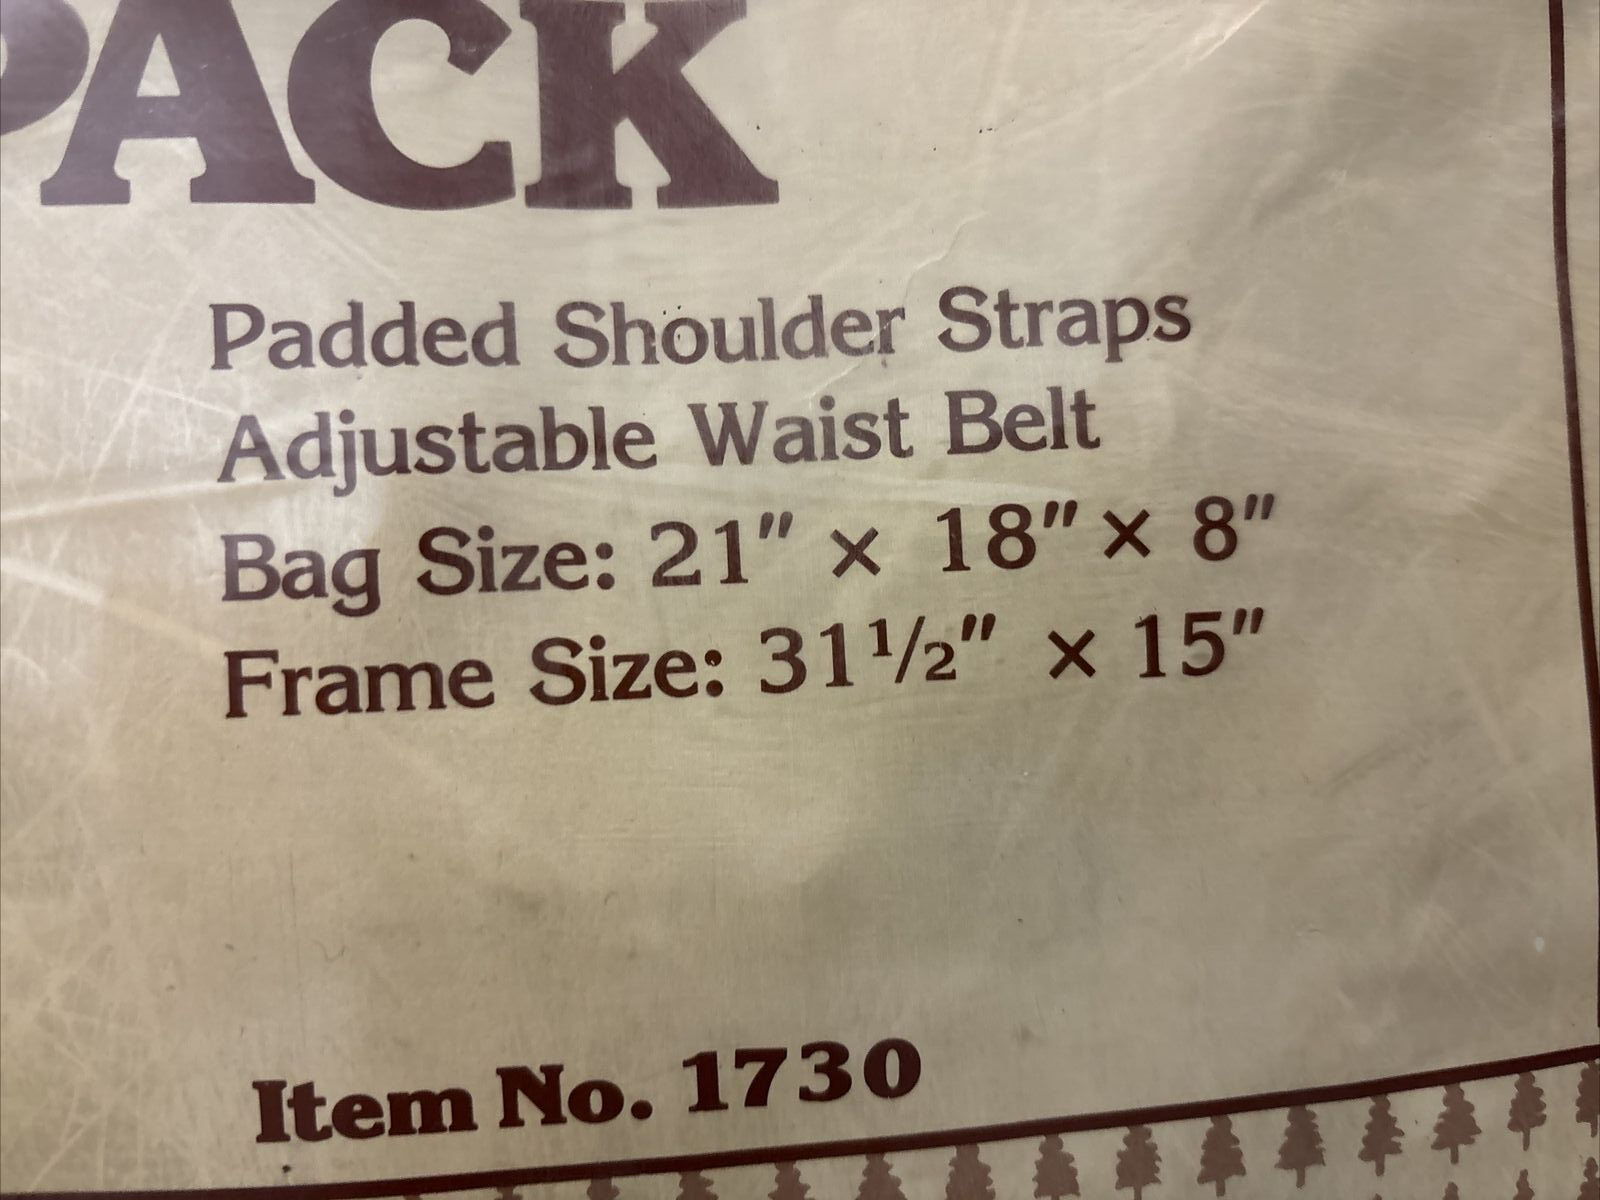 PACK
Padded Shoulder Straps
Adjustable Waist Belt
Bag Size: 21" × 18" × 8"
Frame Size: 31½" × 15"
Item No. 1730